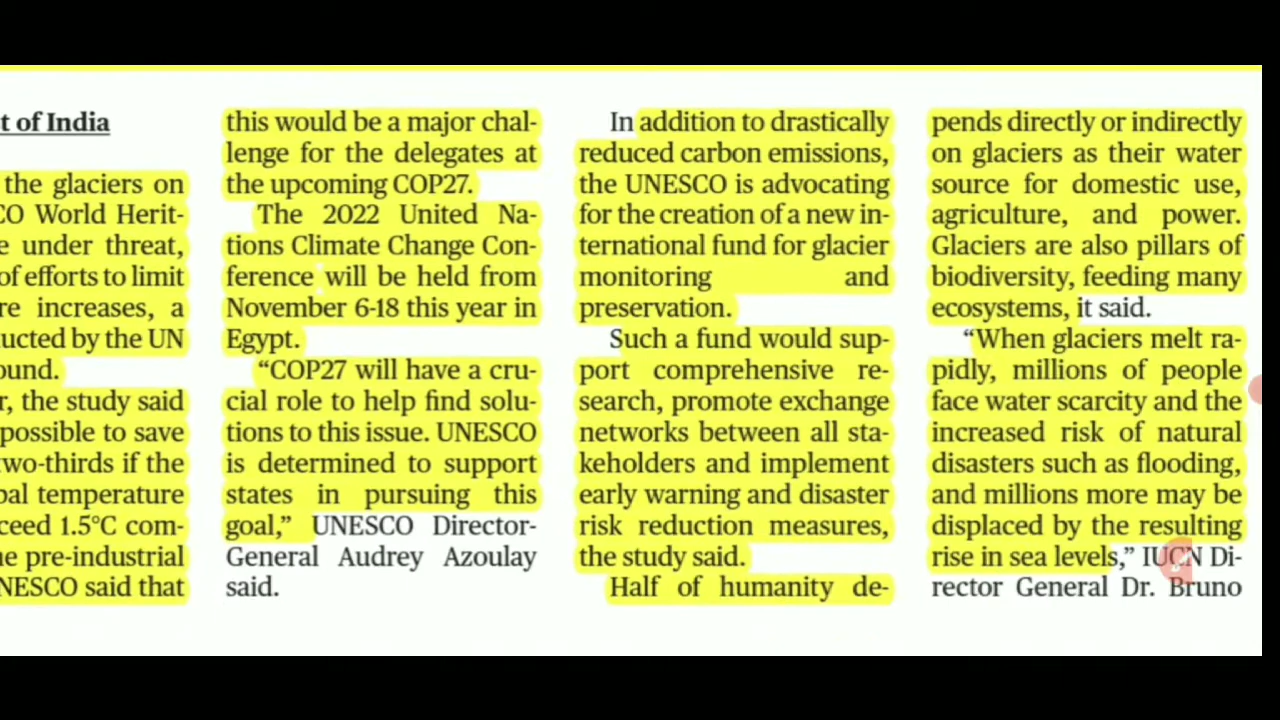 t of India
the glaciers on
CO World Herit-
e under threat,
of efforts to limit
re increases, a
ucted by the UN
ound.
r, the study said
possible to save
two-thirds if the
bal temperature
ceed 1.5°C com-
e pre-industrial
NESCO said that
this would be a major chal-
lenge for the delegates at
the upcoming COP27.
The 2022 United Na-
tions Climate Change Con-
ference will be held from
November 6-18 this year in
Egypt.
“COP27 will have a cru-
cial role to help find solu-
tions to this issue. UNESCO
is determined to support
states in pursuing this
goal,” UNESCO Director-
General Audrey Azoulay
said.
In addition to drastically
reduced carbon emissions,
the UNESCO is advocating
for the creation of a new in-
ternational fund for glacier
monitoring and
preservation.
Such a fund would sup-
port comprehensive re-
search, promote exchange
networks between all sta-
keholders and implement
early warning and disaster
risk reduction measures,
the study said.
Half of humanity de-
pends directly or indirectly
on glaciers as their water
source for domestic use,
agriculture, and power.
Glaciers are also pillars of
biodiversity, feeding many
ecosystems, it said.
“When glaciers melt ra-
pidly, millions of people
face water scarcity and the
increased risk of natural
disasters such as flooding,
and millions more may be
displaced by the resulting
rise in sea levels,” IUCN Di-
rector General Dr. Bruno